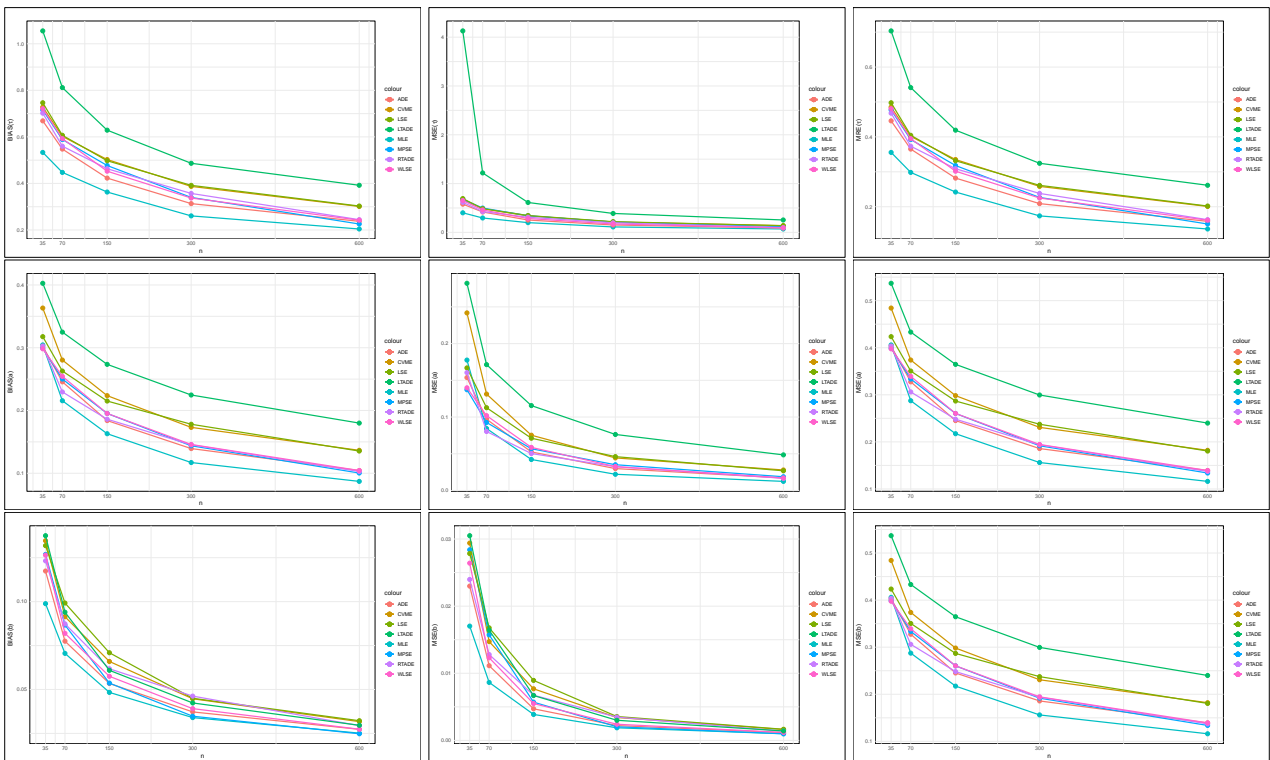 BIAS(τ)
1.0
0.8
0.6
0.4
0.2
35
70
150
300
600
n
colour
ADE
CVME
LSE
LTADE
MLE
MPSE
RTADE
WLSE
MSE(τ)
4
3
2
1
0
35
70
150
300
600
n
colour
ADE
CVME
LSE
LTADE
MLE
MPSE
RTADE
WLSE
MRE(τ)
0.6
0.4
0.2
35
70
150
300
600
n
colour
ADE
CVME
LSE
LTADE
MLE
MPSE
RTADE
WLSE
BIAS(a)
0.4
0.3
0.2
0.1
35
70
150
300
600
n
colour
ADE
CVME
LSE
LTADE
MLE
MPSE
RTADE
WLSE
MSE(a)
0.2
0.1
0.0
35
70
150
300
600
n
colour
ADE
CVME
LSE
LTADE
MLE
MPSE
RTADE
WLSE
MSE(a)
0.5
0.4
0.3
0.2
0.1
35
70
150
300
600
n
colour
ADE
CVME
LSE
LTADE
MLE
MPSE
RTADE
WLSE
BIAS(b)
0.10
0.05
35
70
150
300
600
n
colour
ADE
CVME
LSE
LTADE
MLE
MPSE
RTADE
WLSE
MSE(b)
0.03
0.02
0.01
0.00
35
70
150
300
600
n
colour
ADE
CVME
LSE
LTADE
MLE
MPSE
RTADE
WLSE
MSE(b)
0.5
0.4
0.3
0.2
0.1
35
70
150
300
600
n
colour
ADE
CVME
LSE
LTADE
MLE
MPSE
RTADE
WLSE